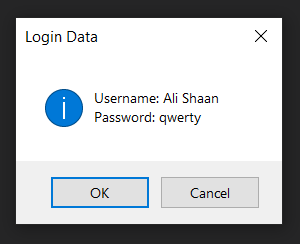 Login Data
Username: Ali Shaan
Password: qwerty
OK
Cancel